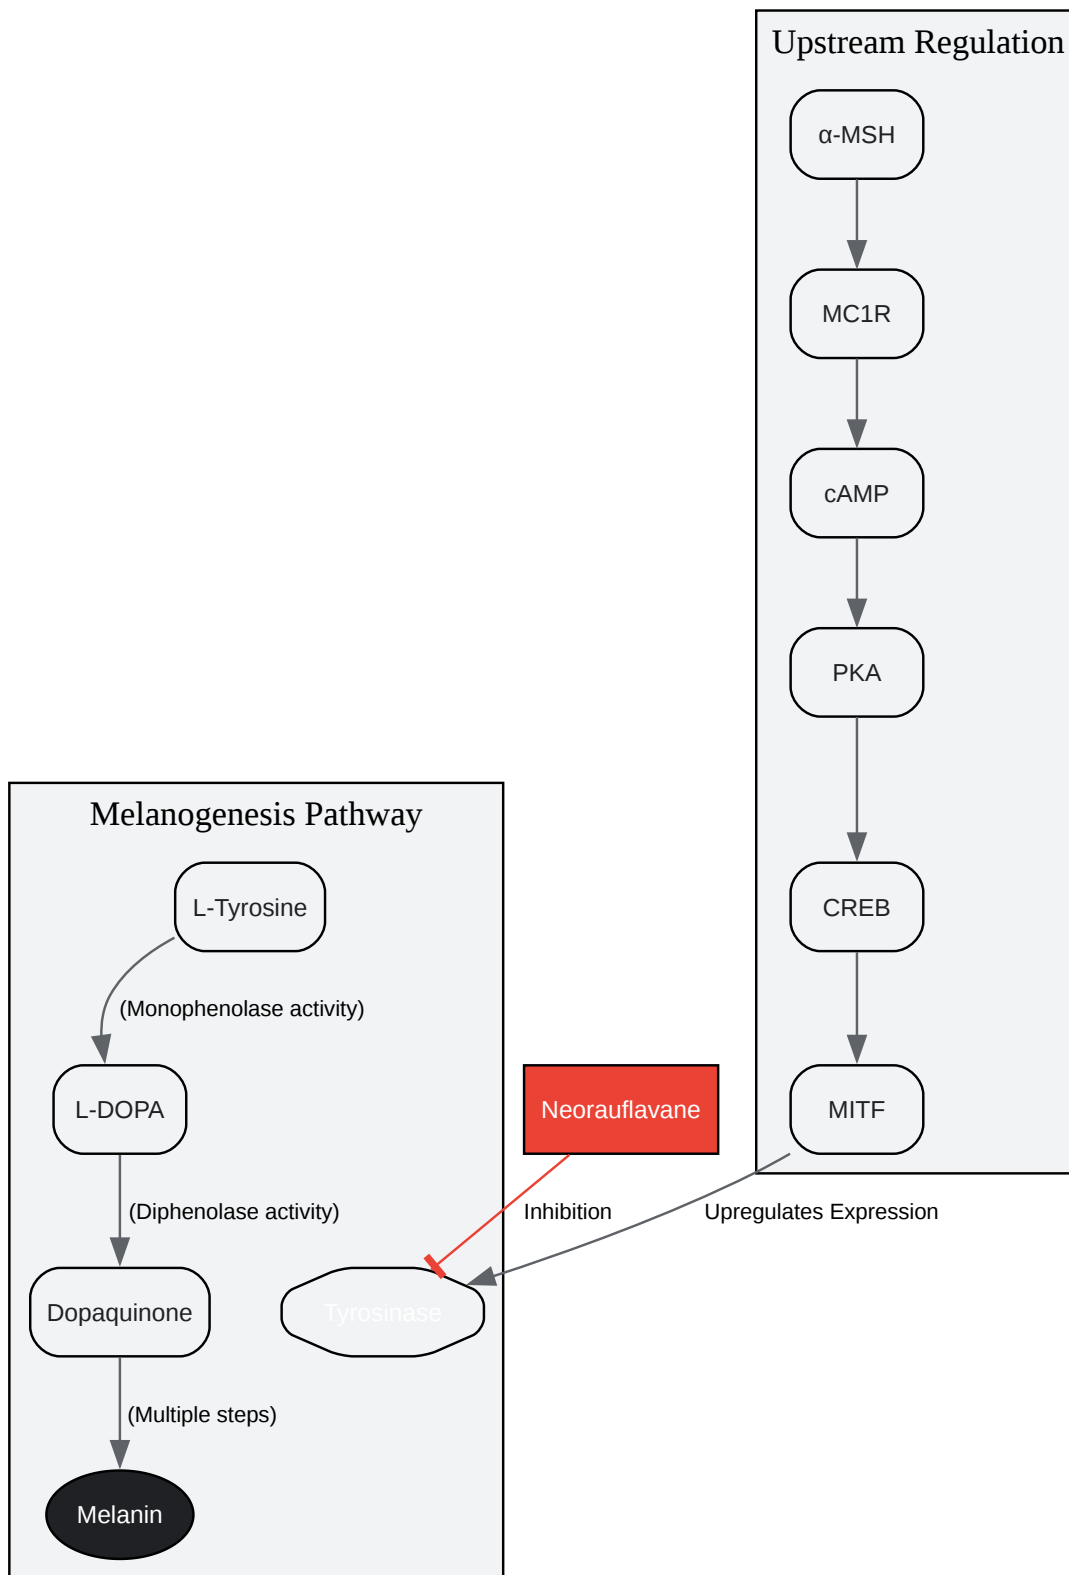 Upstream Regulation
α-MSH
MC1R
cAMP
PKA
CREB
MITF
Upregulates Expression
Melanogenesis Pathway
L-Tyrosine
(Monophenolase activity)
L-DOPA
(Diphenolase activity)
Dopaquinone
(Multiple steps)
Melanin
Neorauflavane
Inhibition
Tyrosinase